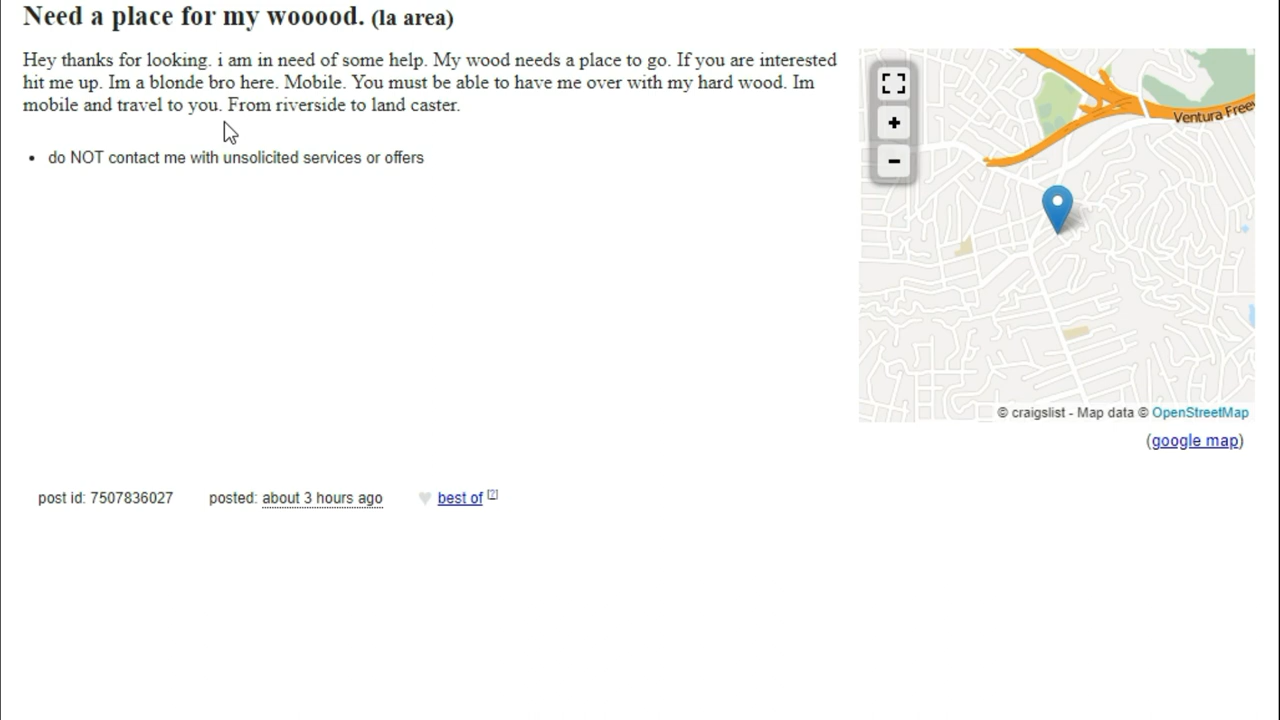 Need a place for my wooood. (la area)
Hey thanks for looking. i am in need of some help. My wood needs a place to go. If you are interested
hit me up. Im a blonde bro here. Mobile. You must be able to have me over with my hard wood. Im
mobile and travel to you. From riverside to land caster.
• do NOT contact me with unsolicited services or offers
+
−
Ventura Freew
© craigslist - Map data © OpenStreetMap
(google map)
post id: 7507836027 posted: about 3 hours ago ♥ best of [?]